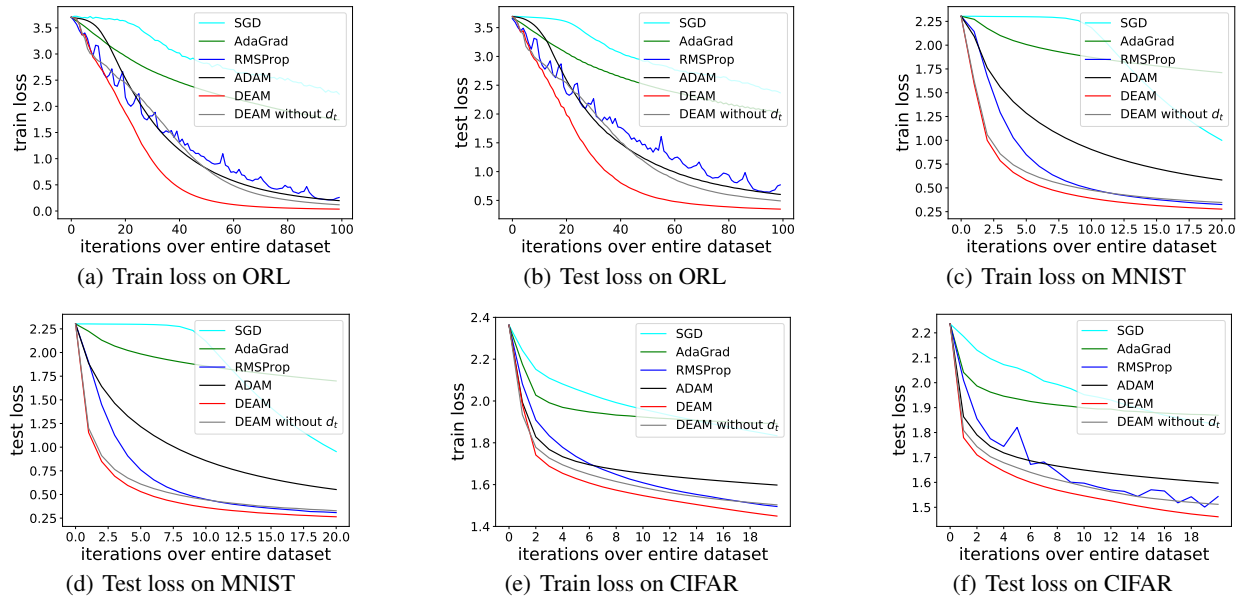 3.5
3.0
2.5
2.0
1.5
1.0
0.5
0.0
train loss
0 20 40 60 80 100
iterations over entire dataset
SGD
AdaGrad
RMSProp
ADAM
DEAM
DEAM without dₜ
(a) Train loss on ORL
3.5
3.0
2.5
2.0
1.5
1.0
0.5
test loss
0 20 40 60 80 100
iterations over entire dataset
SGD
AdaGrad
RMSProp
ADAM
DEAM
DEAM without dₜ
(b) Test loss on ORL
2.25
2.00
1.75
1.50
1.25
1.00
0.75
0.50
0.25
train loss
0.0 2.5 5.0 7.5 10.0 12.5 15.0 17.5 20.0
iterations over entire dataset
SGD
AdaGrad
RMSProp
ADAM
DEAM
DEAM without dₜ
(c) Train loss on MNIST
2.25
2.00
1.75
1.50
1.25
1.00
0.75
0.50
0.25
test loss
0.0 2.5 5.0 7.5 10.0 12.5 15.0 17.5 20.0
iterations over entire dataset
SGD
AdaGrad
RMSProp
ADAM
DEAM
DEAM without dₜ
(d) Test loss on MNIST
2.4
2.2
2.0
1.8
1.6
1.4
train loss
0 2 4 6 8 10 12 14 16 18
iterations over entire dataset
SGD
AdaGrad
RMSProp
ADAM
DEAM
DEAM without dₜ
(e) Train loss on CIFAR
2.2
2.1
2.0
1.9
1.8
1.7
1.6
1.5
test loss
0 2 4 6 8 10 12 14 16 18
iterations over entire dataset
SGD
AdaGrad
RMSProp
ADAM
DEAM
DEAM without dₜ
(f) Test loss on CIFAR